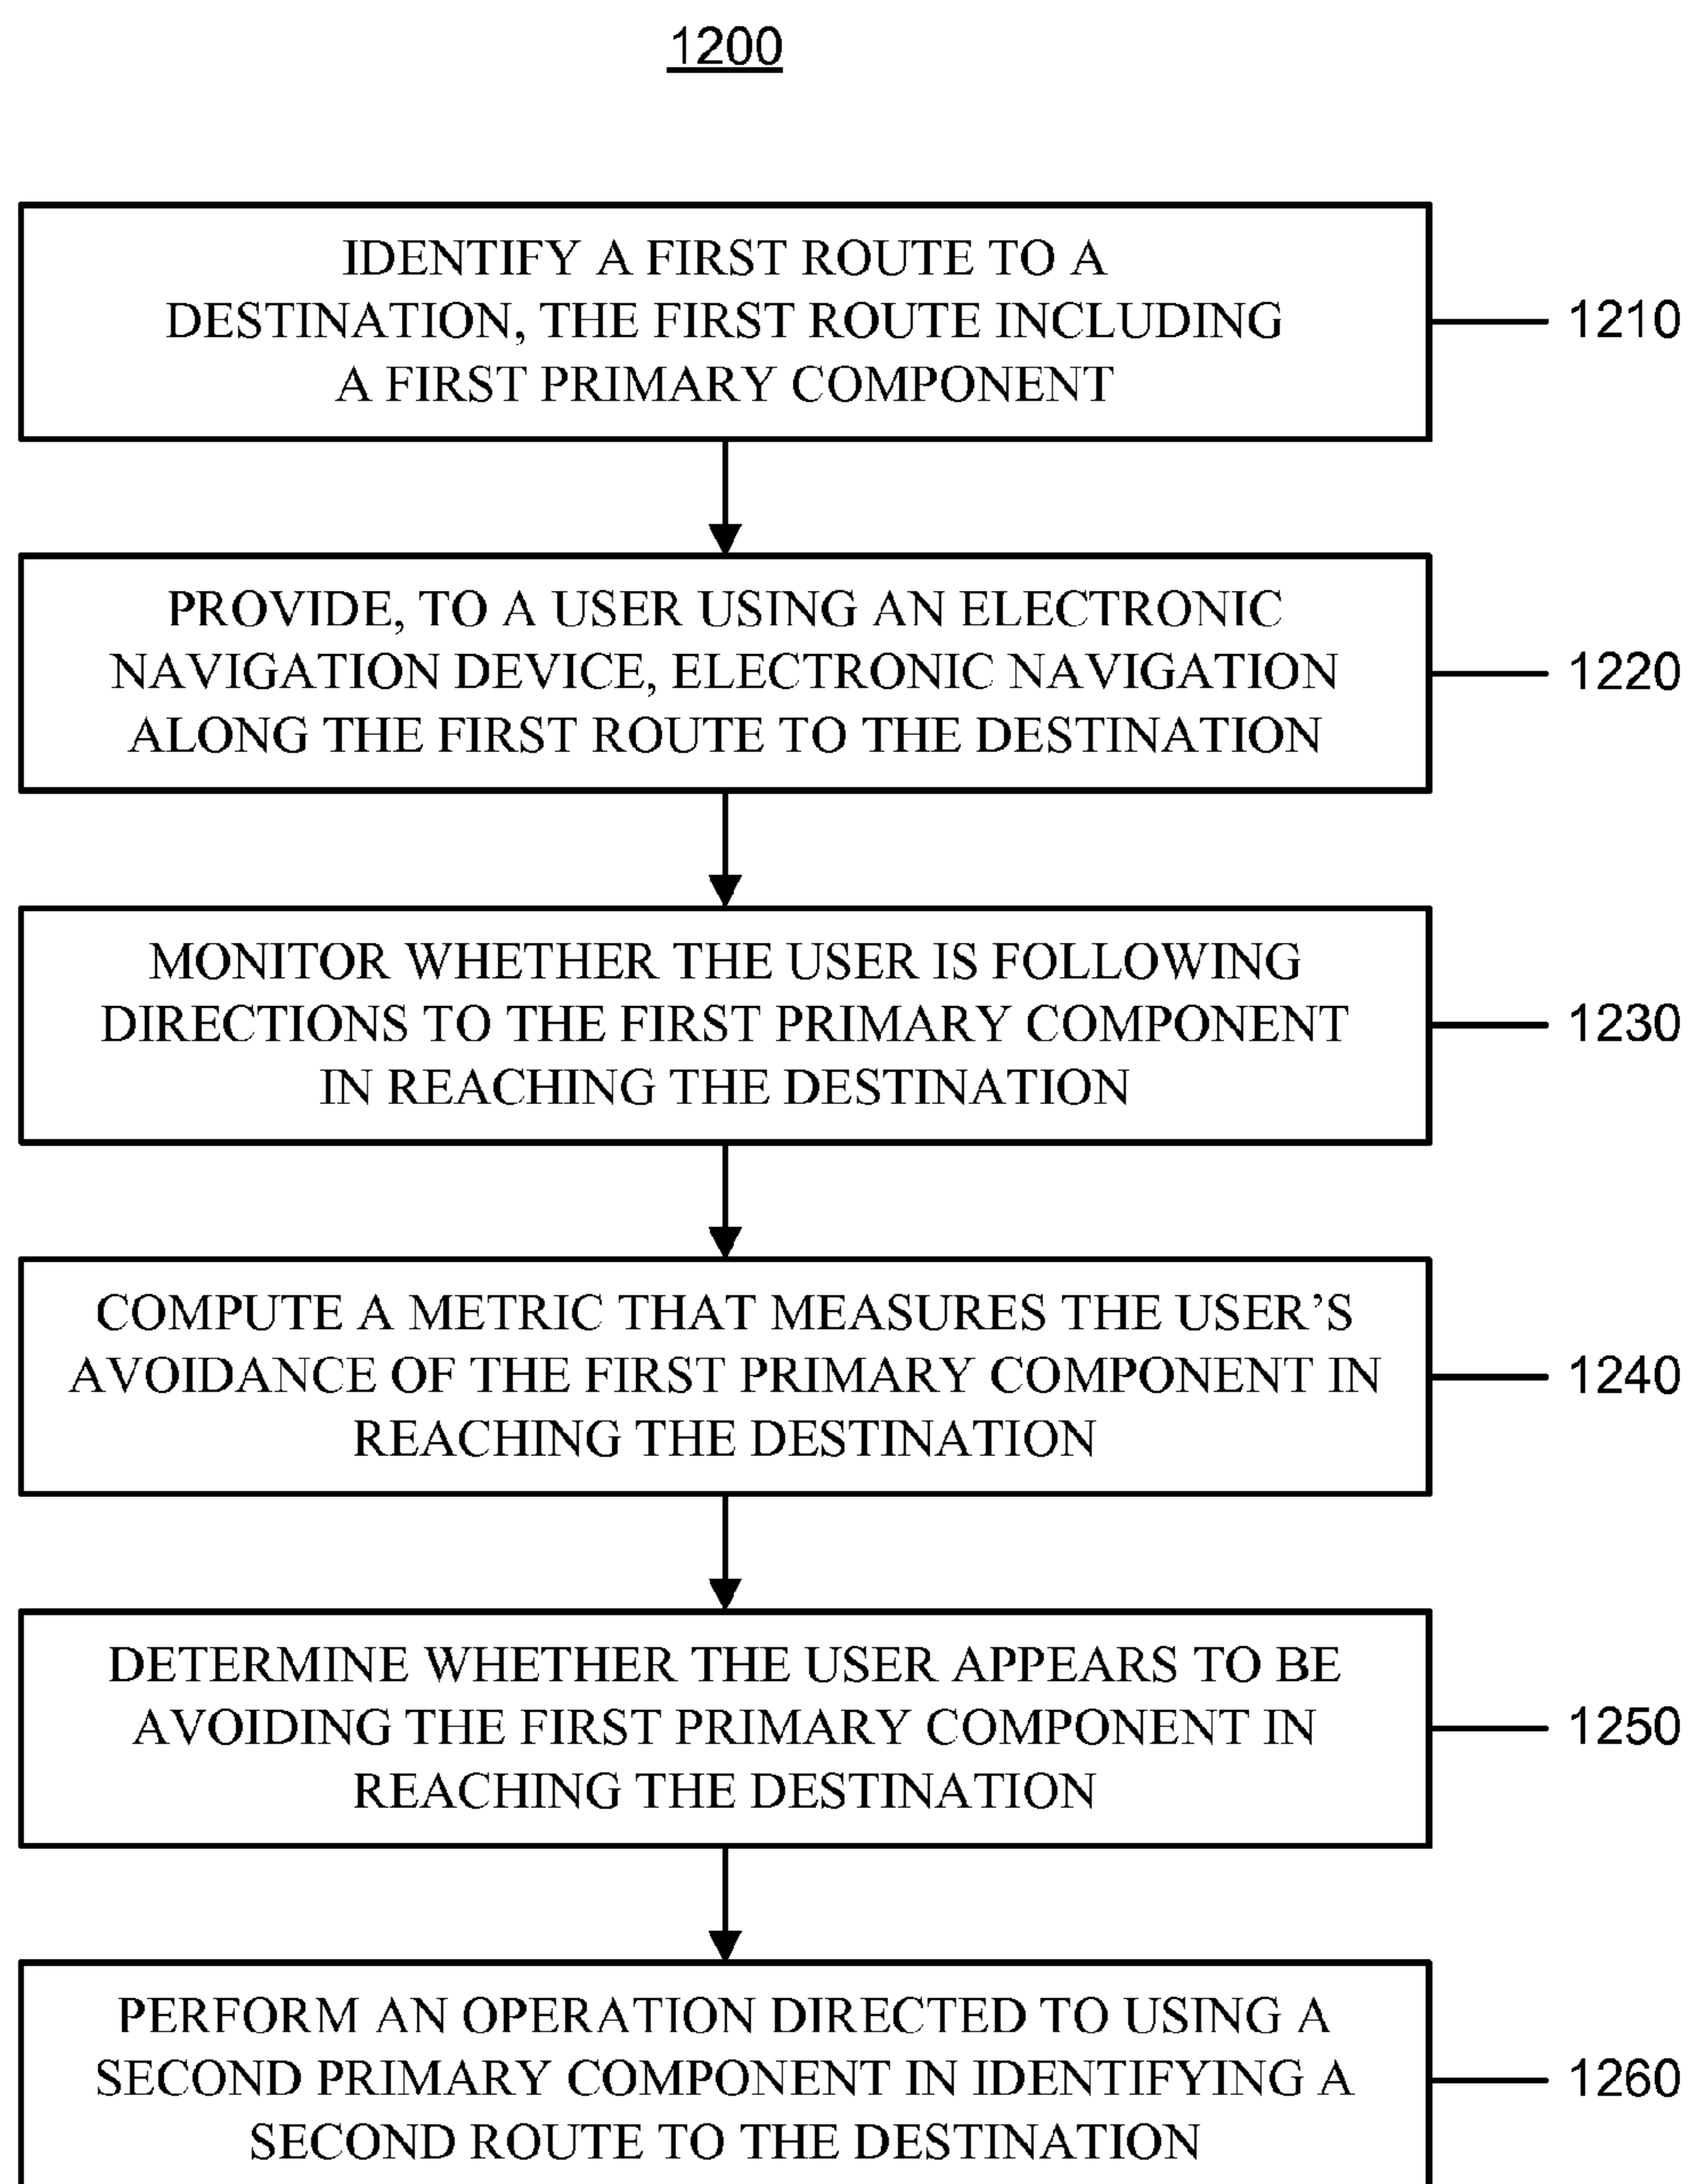 1200
IDENTIFY A FIRST ROUTE TO A
DESTINATION, THE FIRST ROUTE INCLUDING
A FIRST PRIMARY COMPONENT
1210
PROVIDE, TO A USER USING AN ELECTRONIC
NAVIGATION DEVICE, ELECTRONIC NAVIGATION
ALONG THE FIRST ROUTE TO THE DESTINATION
1220
MONITOR WHETHER THE USER IS FOLLOWING
DIRECTIONS TO THE FIRST PRIMARY COMPONENT
IN REACHING THE DESTINATION
1230
COMPUTE A METRIC THAT MEASURES THE USER’S
AVOIDANCE OF THE FIRST PRIMARY COMPONENT IN
REACHING THE DESTINATION
1240
DETERMINE WHETHER THE USER APPEARS TO BE
AVOIDING THE FIRST PRIMARY COMPONENT IN
REACHING THE DESTINATION
1250
PERFORM AN OPERATION DIRECTED TO USING A
SECOND PRIMARY COMPONENT IN IDENTIFYING A
SECOND ROUTE TO THE DESTINATION
1260